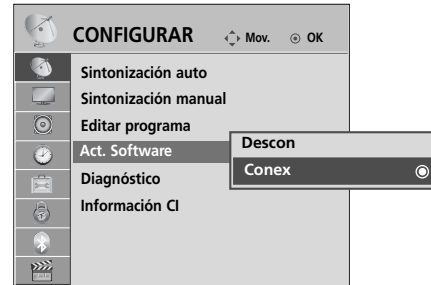 CONFIGURAR Mov. OK
Sintonización auto
Sintonización manual
Editar programa
Act. Software
Descon
Conex
Diagnóstico
Información CI